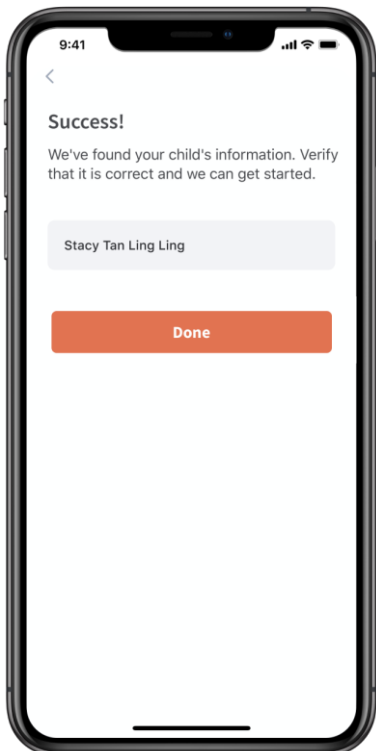 9:41
Success!
We've found your child's information. Verify
that it is correct and we can get started.
Stacy Tan Ling Ling
Done